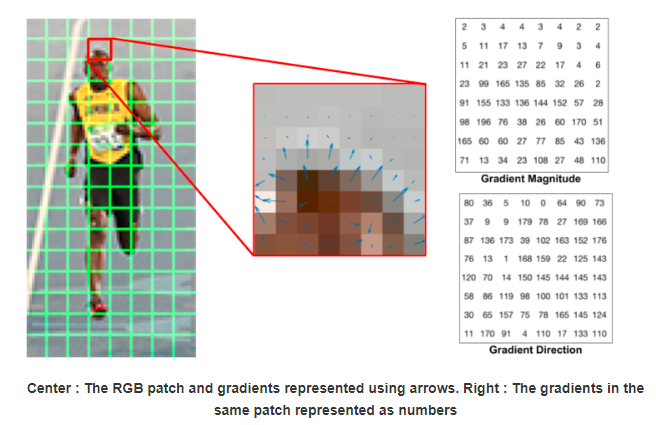 2 3 4 4 3 4 2 2
5 11 17 13 7 9 3 4
11 21 23 27 22 17 4 6
23 99 165 135 85 32 26 2
91 155 133 136 144 152 57 28
98 196 76 38 26 60 170 51
165 60 60 27 77 85 43 136
71 13 34 23 108 27 48 110
Gradient Magnitude
80 36 5 10 0 64 90 73
37 9 9 179 78 27 169 166
87 136 173 39 102 163 152 176
76 13 1 168 159 22 125 143
120 70 14 150 145 144 145 143
58 86 119 98 100 101 133 113
30 65 157 75 78 165 145 124
11 170 91 4 110 17 133 110
Gradient Direction
Center : The RGB patch and gradients represented using arrows. Right : The gradients in the
same patch represented as numbers